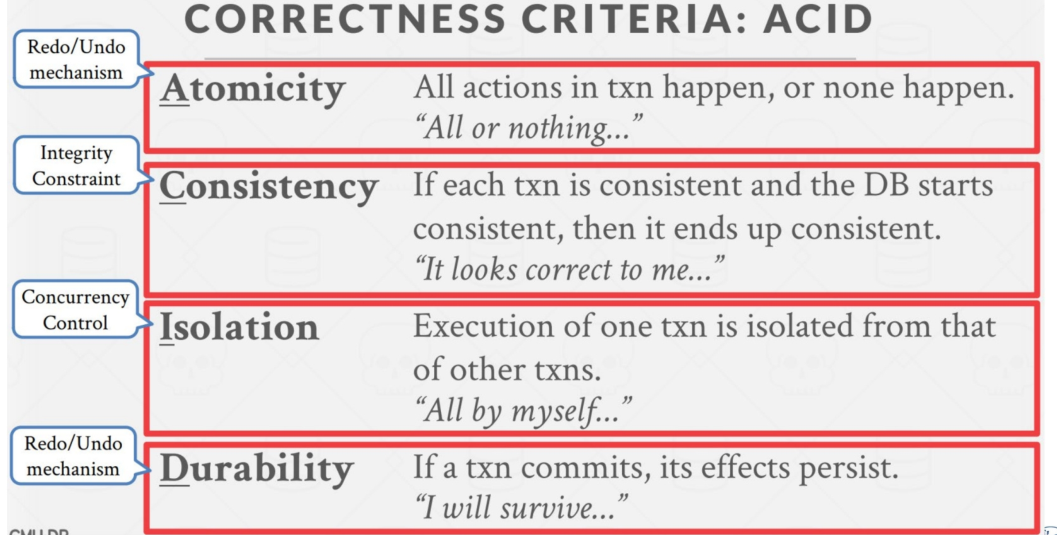 CORRECTNESS CRITERIA: ACID
Redo/Undo
mechanism
Atomicity
All actions in txn happen, or none happen.
“All or nothing...”
Integrity
Constraint
Consistency
If each txn is consistent and the DB starts
consistent, then it ends up consistent.
“It looks correct to me...”
Concurrency
Control
Isolation
Execution of one txn is isolated from that
of other txns.
“All by myself...”
Redo/Undo
mechanism
Durability
If a txn commits, its effects persist.
“I will survive...”